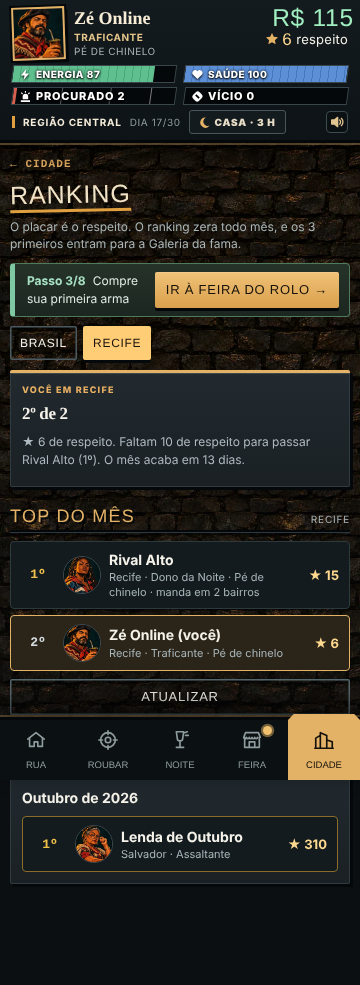 Zé Online
TRAFICANTE
PÉ DE CHINELO
R$ 115
★ 6 respeito
ENERGIA 87
SAÚDE 100
PROCURADO 2
VÍCIO 0
REGIÃO CENTRAL DIA 17/30
CASA · 3 H
← CIDADE
RANKING
O placar é o respeito. O ranking zera todo mês, e os 3
primeiros entram para a Galeria da fama.
Passo 3/8 Compre
sua primeira arma
IR À FEIRA DO ROLO →
BRASIL
RECIFE
VOCÊ EM RECIFE
2º de 2
★ 6 de respeito. Faltam 10 de respeito para passar
Rival Alto (1º). O mês acaba em 13 dias.
TOP DO MÊS
RECIFE
1º
Rival Alto
Recife · Dono da Noite · Pé de
chinelo · manda em 2 bairros
★ 15
2º
Zé Online (você)
Recife · Traficante · Pé de chinelo
★ 6
ATUALIZAR
RUA
ROUBAR
NOITE
FEIRA
CIDADE
Outubro de 2026
1º
Lenda de Outubro
Salvador · Assaltante
★ 310